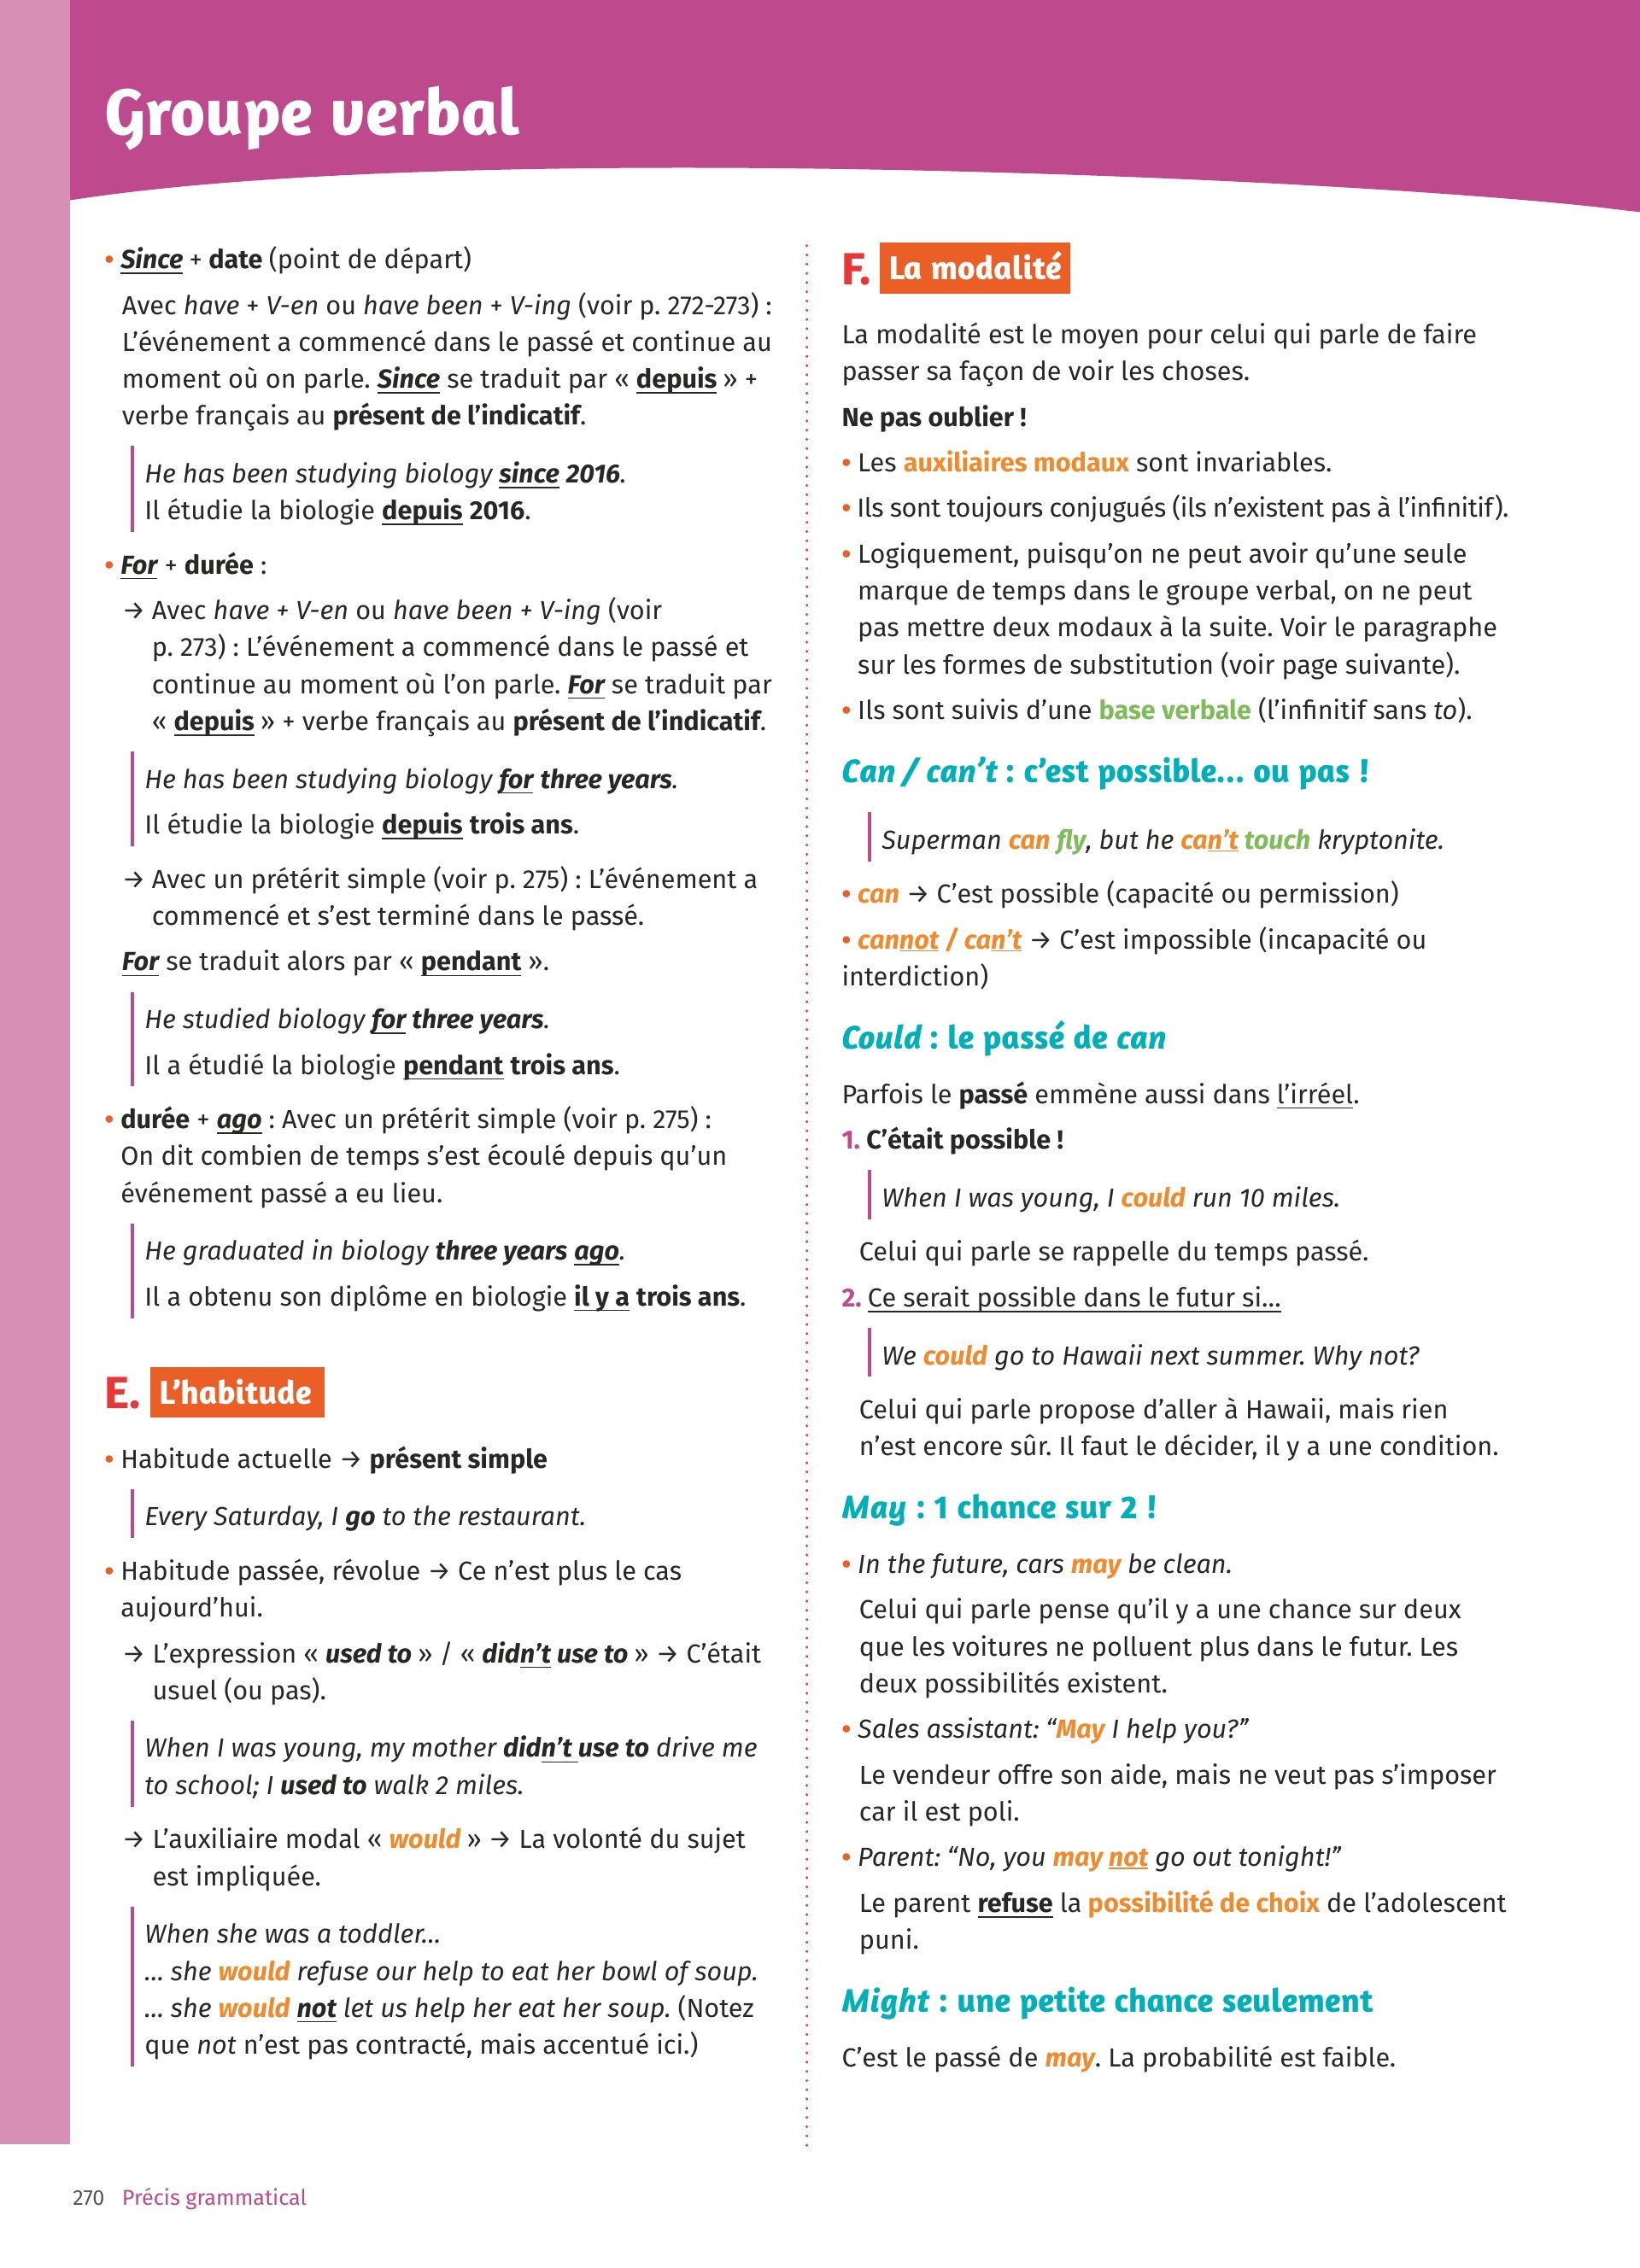 Groupe verbal
• Since + date (point de départ)
Avec have + V-en ou have been + V-ing (voir p. 272-273) :
L’événement a commencé dans le passé et continue au
moment où on parle. Since se traduit par « depuis » +
verbe français au présent de l’indicatif.
He has been studying biology since 2016.
Il étudie la biologie depuis 2016.
• For + durée :
→ Avec have + V-en ou have been + V-ing (voir
p. 273) : L’événement a commencé dans le passé et
continue au moment où l’on parle. For se traduit par
« depuis » + verbe français au présent de l’indicatif.
He has been studying biology for three years.
Il étudie la biologie depuis trois ans.
→ Avec un prétérit simple (voir p. 275) : L’événement a
commencé et s’est terminé dans le passé.
For se traduit alors par « pendant ».
He studied biology for three years.
Il a étudié la biologie pendant trois ans.
• durée + ago : Avec un prétérit simple (voir p. 275) :
On dit combien de temps s’est écoulé depuis qu’un
événement passé a eu lieu.
He graduated in biology three years ago.
Il a obtenu son diplôme en biologie il y a trois ans.
E. L’habitude
• Habitude actuelle → présent simple
Every Saturday, I go to the restaurant.
• Habitude passée, révolue → Ce n’est plus le cas
aujourd’hui.
→ L’expression « used to » / « didn’t use to » → C’était
usuel (ou pas).
When I was young, my mother didn’t use to drive me
to school; I used to walk 2 miles.
→ L’auxiliaire modal « would » → La volonté du sujet
est impliquée.
When she was a toddler...
... she would refuse our help to eat her bowl of soup.
... she would not let us help her eat her soup. (Notez
que not n’est pas contracté, mais accentué ici.)
F. La modalité
La modalité est le moyen pour celui qui parle de faire
passer sa façon de voir les choses.
Ne pas oublier !
• Les auxiliaires modaux sont invariables.
• Ils sont toujours conjugués (ils n’existent pas à l’infinitif).
• Logiquement, puisqu’on ne peut avoir qu’une seule
marque de temps dans le groupe verbal, on ne peut
pas mettre deux modaux à la suite. Voir le paragraphe
sur les formes de substitution (voir page suivante).
• Ils sont suivis d’une base verbale (l’infinitif sans to).
Can / can’t : c’est possible... ou pas !
Superman can fly, but he can’t touch kryptonite.
• can → C’est possible (capacité ou permission)
• cannot / can’t → C’est impossible (incapacité ou
interdiction)
Could : le passé de can
Parfois le passé emmène aussi dans l’irréel.
1. C’était possible !
When I was young, I could run 10 miles.
Celui qui parle se rappelle du temps passé.
2. Ce serait possible dans le futur si...
We could go to Hawaii next summer. Why not?
Celui qui parle propose d’aller à Hawaii, mais rien
n’est encore sûr. Il faut le décider, il y a une condition.
May : 1 chance sur 2 !
• In the future, cars may be clean.
Celui qui parle pense qu’il y a une chance sur deux
que les voitures ne polluent plus dans le futur. Les
deux possibilités existent.
• Sales assistant: “May I help you?”
Le vendeur offre son aide, mais ne veut pas s’imposer
car il est poli.
• Parent: “No, you may not go out tonight!”
Le parent refuse la possibilité de choix de l’adolescent
puni.
Might : une petite chance seulement
C’est le passé de may. La probabilité est faible.
270 Précis grammatical